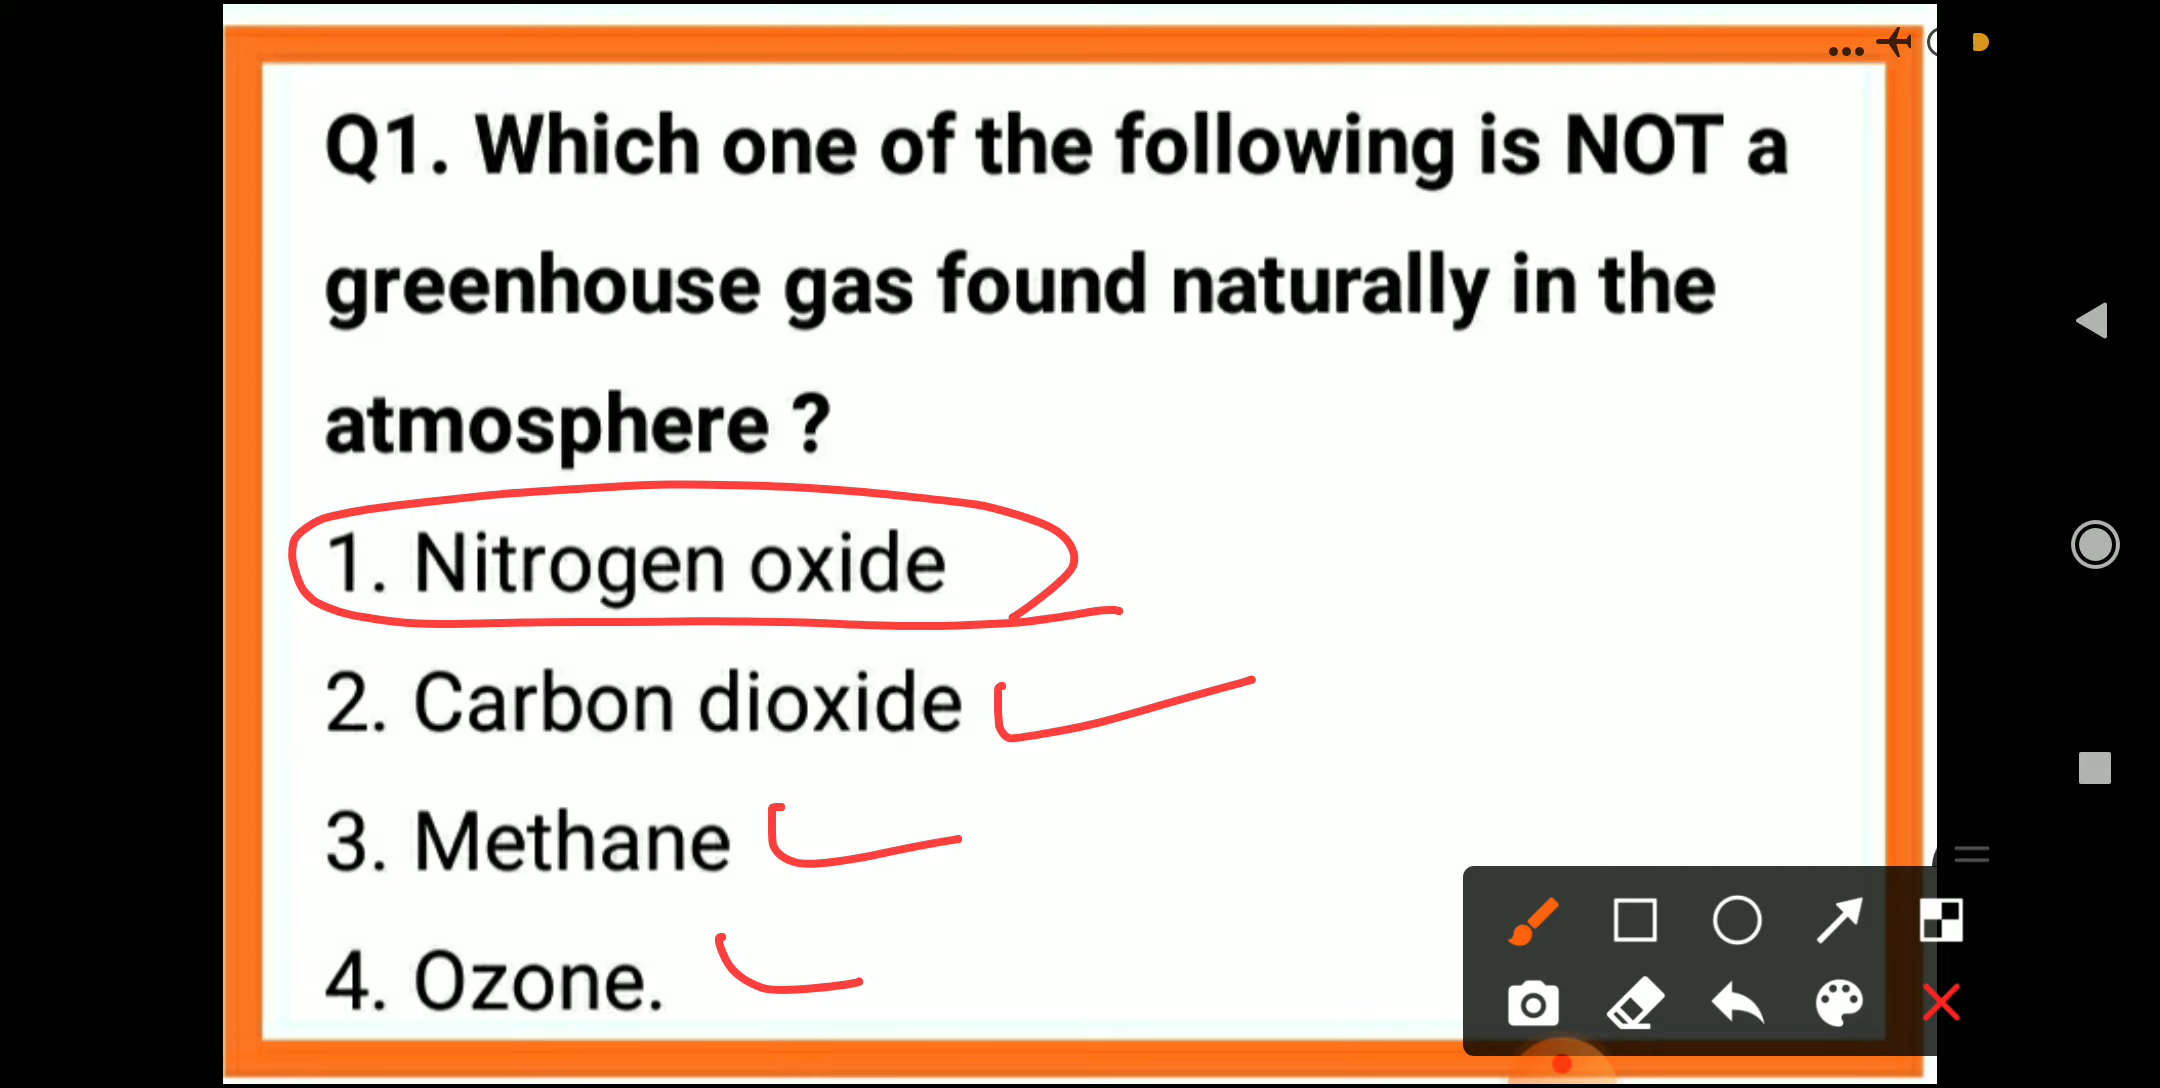 Q1. Which one of the following is NOT a
greenhouse gas found naturally in the
atmosphere ?
1. Nitrogen oxide
2. Carbon dioxide
3. Methane
4. Ozone.